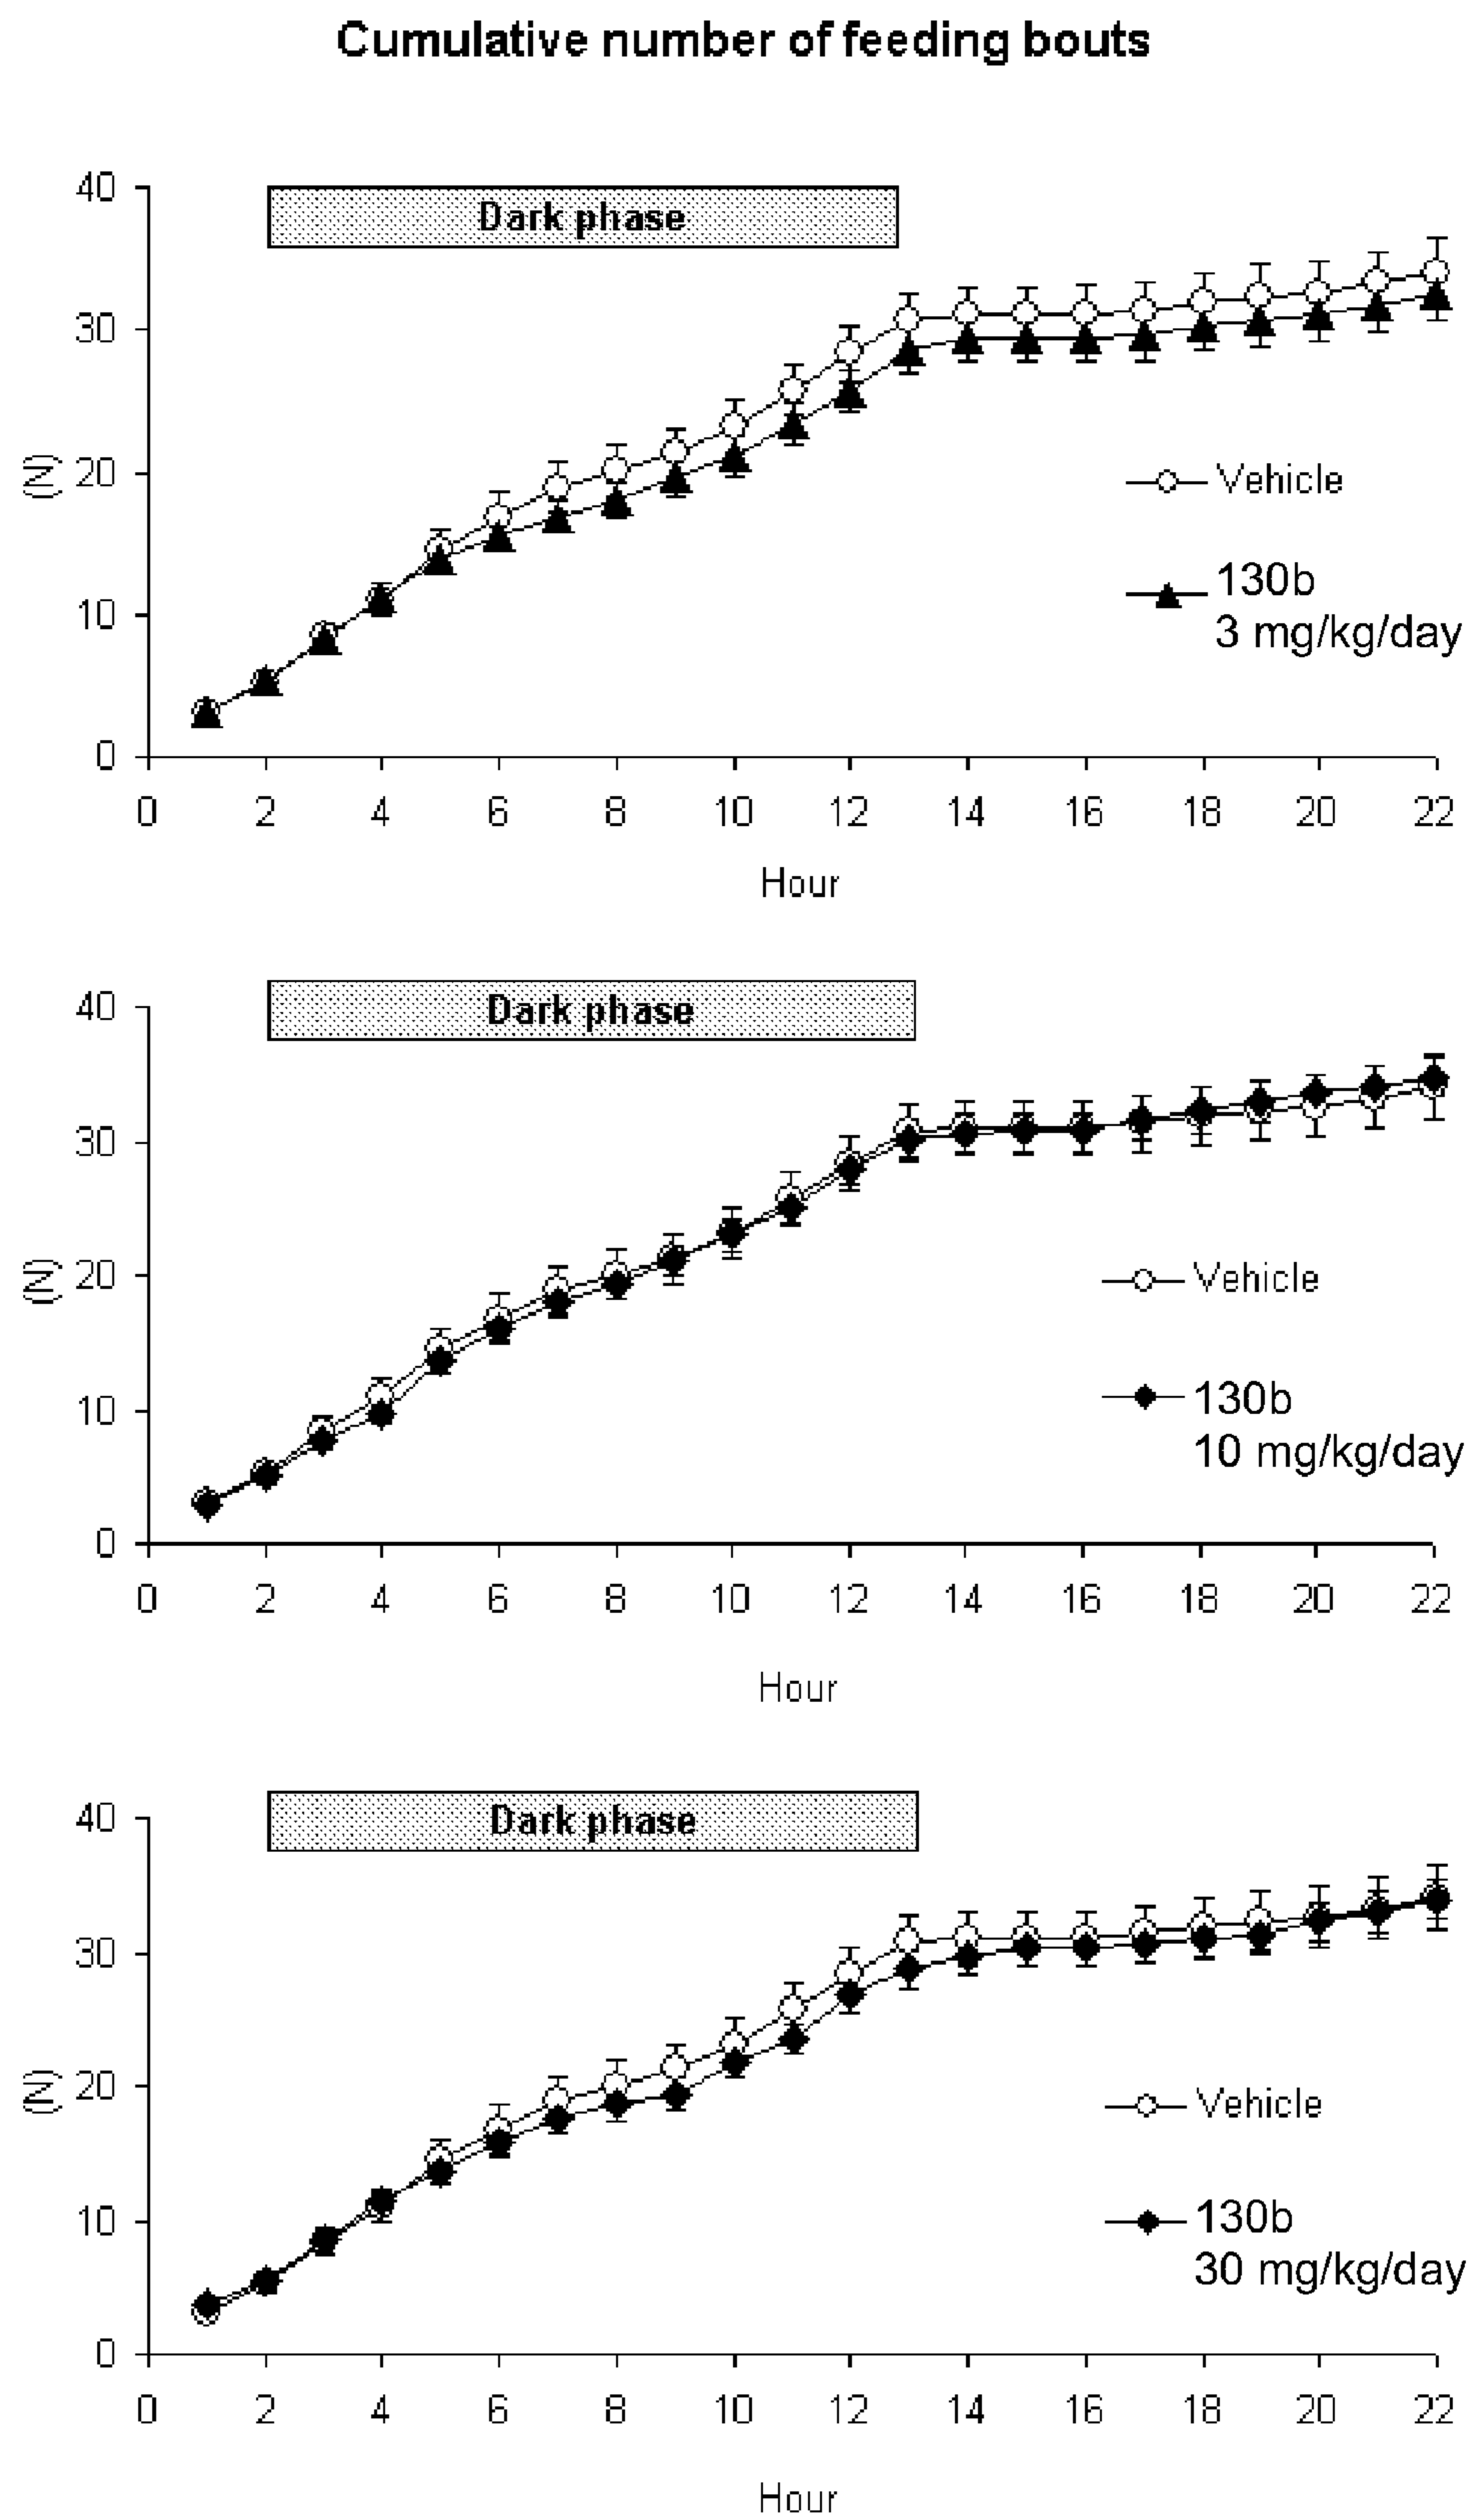 Cumulative number of feeding bouts
40
Dark phase
30
(N)
20
Vehicle
130b
3 mg/kg/day
10
0
0 2 4 6 8 10 12 14 16 18 20 22
Hour
40
Dark phase
30
(N)
20
Vehicle
130b
10 mg/kg/day
10
0
0 2 4 6 8 10 12 14 16 18 20 22
Hour
40
Dark phase
30
(N)
20
Vehicle
130b
30 mg/kg/day
10
0
0 2 4 6 8 10 12 14 16 18 20 22
Hour